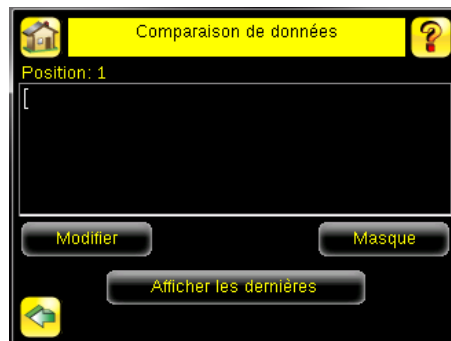 Comparaison de données
Position: 1
[
Modifier
Masque
Afficher les dernières